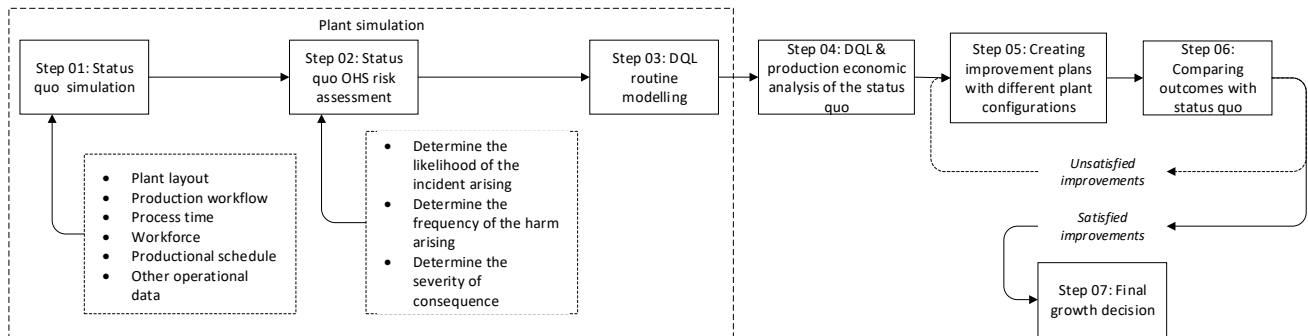 Plant simulation
Step 01: Status
quo simulation
Step 02: Status
quo OHS risk
assessment
Step 03: DQL
routine
modelling
Step 04: DQL &
production economic
analysis of the status
quo
Step 05: Creating
improvement plans
with different plant
configurations
Step 06:
Comparing
outcomes with
status quo
• Plant layout
• Production workflow
• Process time
• Workforce
• Productional schedule
• Other operational
data
• Determine the
likelihood of the
incident arising
• Determine the
frequency of the harm
arising
• Determine the
severity of
consequence
Unsatisfied
improvements
Satisfied
improvements
Step 07: Final
growth decision